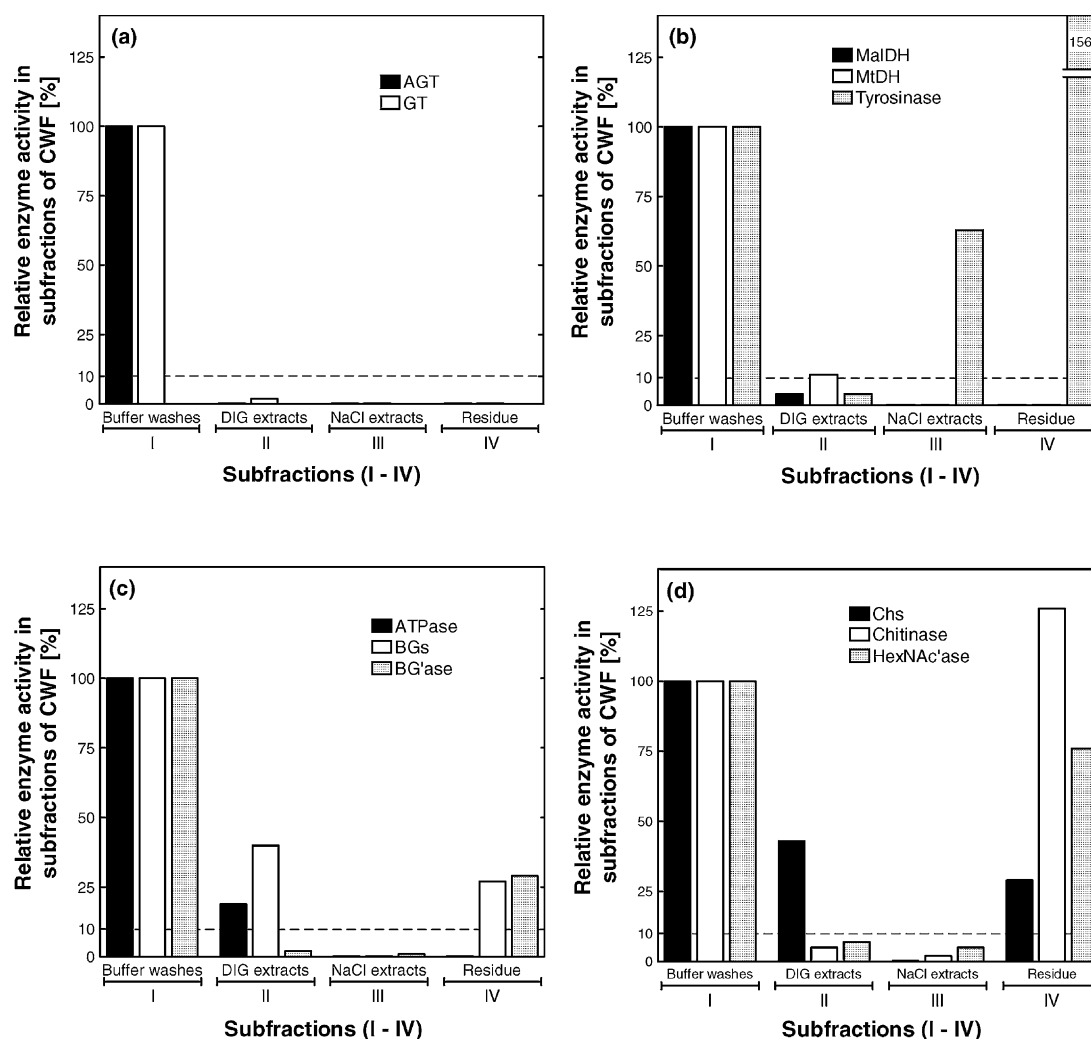 (a)
AGT
GT
Relative enzyme activity in
subfractions of CWF [%]
125
100
75
50
25
10
0
Buffer washes DIG extracts NaCl extracts Residue
I II III IV
Subfractions (I - IV)
(b)
MalDH
MtDH
Tyrosinase
156
Relative enzyme activity in
subfractions of CWF [%]
125
100
75
50
25
10
0
Buffer washes DIG extracts NaCl extracts Residue
I II III IV
Subfractions (I - IV)
(c)
ATPase
BGs
BG'ase
Relative enzyme activity in
subfractions of CWF [%]
125
100
75
50
25
10
0
Buffer washes DIG extracts NaCl extracts Residue
I II III IV
Subfractions (I - IV)
(d)
Chs
Chitinase
HexNAc'ase
Relative enzyme activity in
subfractions of CWF [%]
125
100
75
50
25
10
0
Buffer washes DIG extracts NaCl extracts Residue
I II III IV
Subfractions (I - IV)